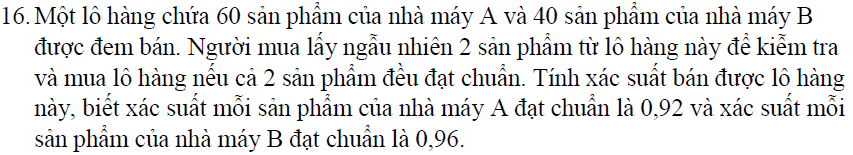 16. Một lô hàng chứa 60 sản phẩm của nhà máy A và 40 sản phẩm của nhà máy B
được đem bán. Người mua lấy ngẫu nhiên 2 sản phẩm từ lô hàng này để kiểm tra
và mua lô hàng nếu cả 2 sản phẩm đều đạt chuẩn. Tính xác suất bán được lô hàng
này, biết xác suất mỗi sản phẩm của nhà máy A đạt chuẩn là 0,92 và xác suất mỗi
sản phẩm của nhà máy B đạt chuẩn là 0,96.